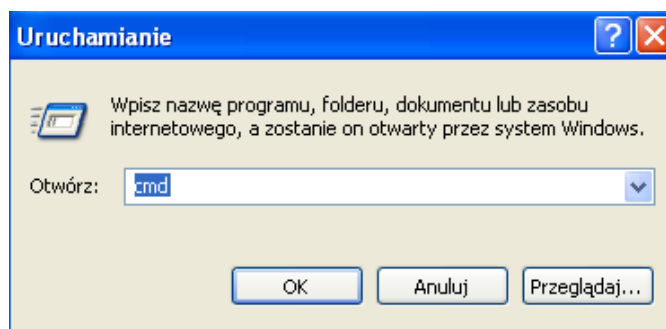 Uruchamianie
Wpisz nazwę programu, folderu, dokumentu lub zasobu
internetowego, a zostanie on otwarty przez system Windows.
Otwórz: cmd
OK Anuluj Przeglądaj...